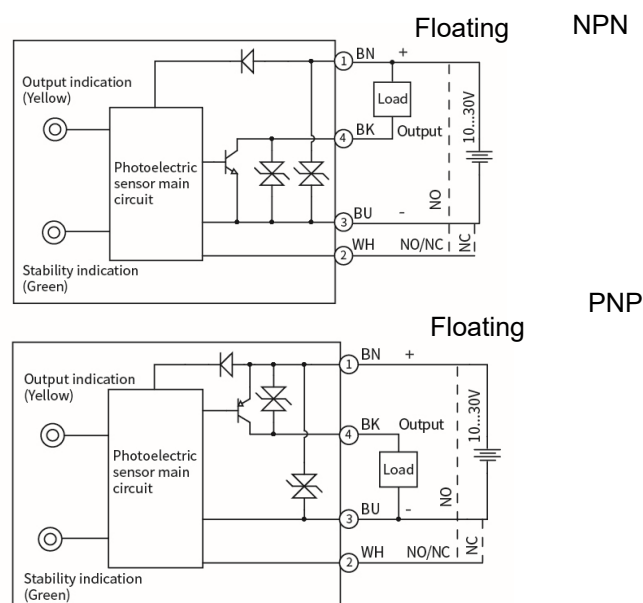 Floating
NPN
1 BN +
Output indication
(Yellow)
Load
10...30V
4 BK Output
Photoelectric
sensor main
circuit
NO
3 BU -
2 WH NO/NC
NC
Stability indication
(Green)
PNP
Floating
1 BN +
Output indication
(Yellow)
10...30V
4 BK Output
Photoelectric
sensor main
circuit
Load
NO
3 BU -
2 WH NO/NC
NC
Stability indication
(Green)